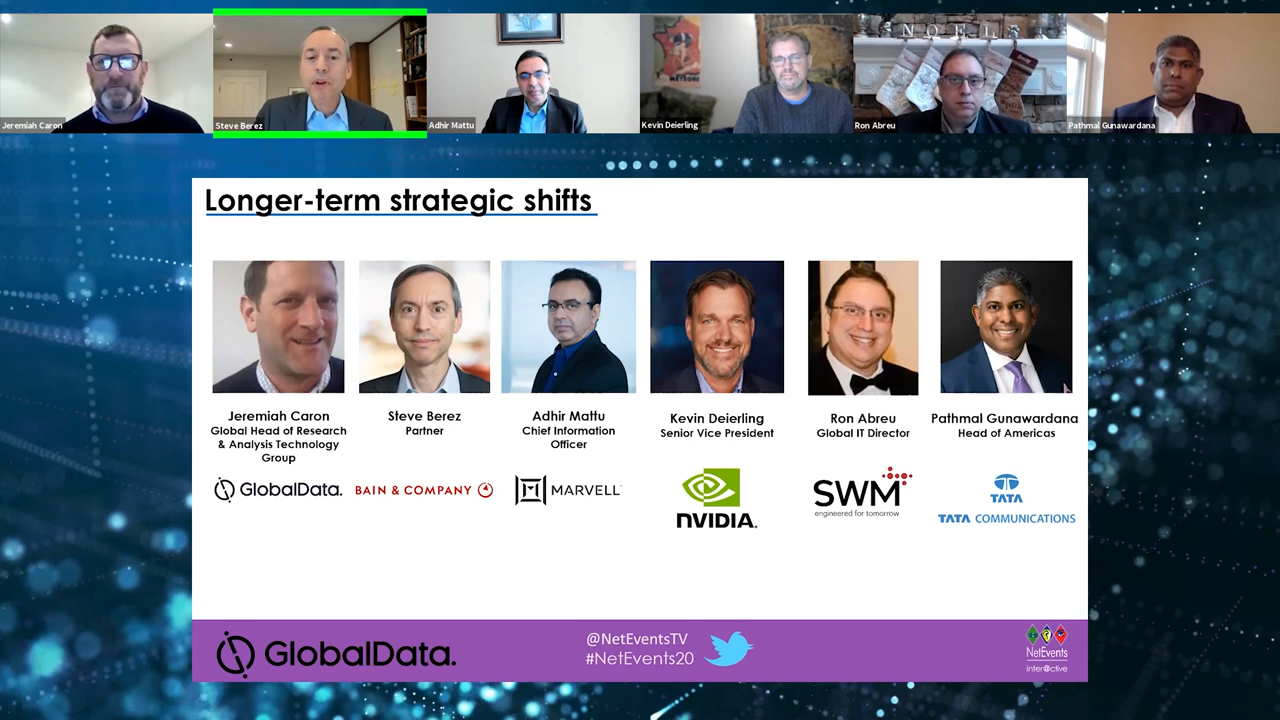 NOEL
Jeremiah Caron
Steve Berez
Adhir Mattu
Kevin Deierling
Ron Abreu
Pathmal Gunawardana
Longer-term strategic shifts
Jeremiah Caron
Global Head of Research
& Analysis Technology
Group
Steve Berez
Partner
Adhir Mattu
Chief Information
Officer
Kevin Deierling
Senior Vice President
Ron Abreu
Global IT Director
Pathmal Gunawardana
Head of Americas
GlobalData.
BAIN & COMPANY
MARVELL
NVIDIA.
SWM
engineered for tomorrow
TATA
TATA COMMUNICATIONS
GlobalData.
@NetEventsTV
#NetEvents20
NetEvents
inter@ctive